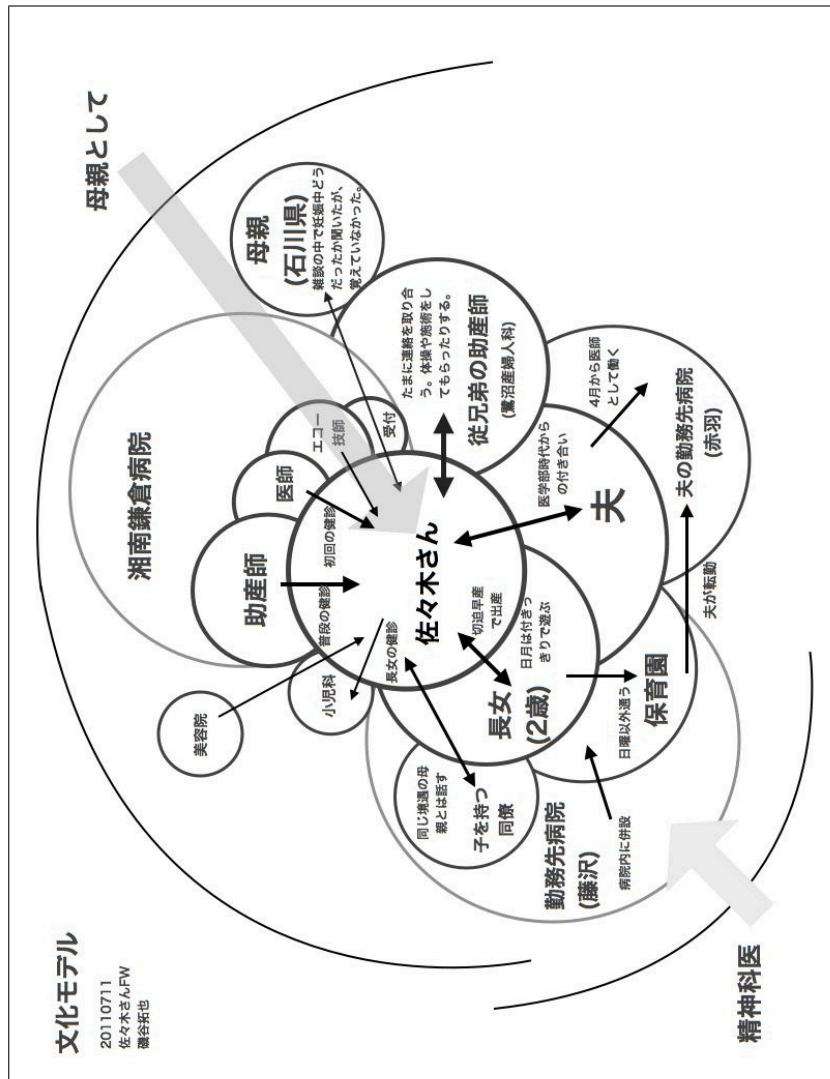 文化モデル
20110711
佐々木さんFW
磯谷拓也
母親として
湘南鎌倉病院
母親
(石川県)
雑談の中で妊娠中どう
だったか聞いたが、
覚えていなかった。
美容院
助産師
医師
エコー
技師
受付
小児科
普段の健診
初回の健診
長女の健診
佐々木さん
たまに連絡を取り合
う。体操や施術をし
てもらったりする。
従兄弟の助産師
(鷺沼産婦人科)
同じ境遇の母
親とは話す
子を持つ
同僚
切迫早産
で出産
長女
(2歳)
日月は付きっ
きりで遊ぶ
医学部時代から
の付き合い
夫
4月から医師
として働く
勤務先病院
(藤沢)
病院内に併設
日曜以外通う
保育園
夫が転勤
夫の勤務先病院
(赤羽)
精神科医